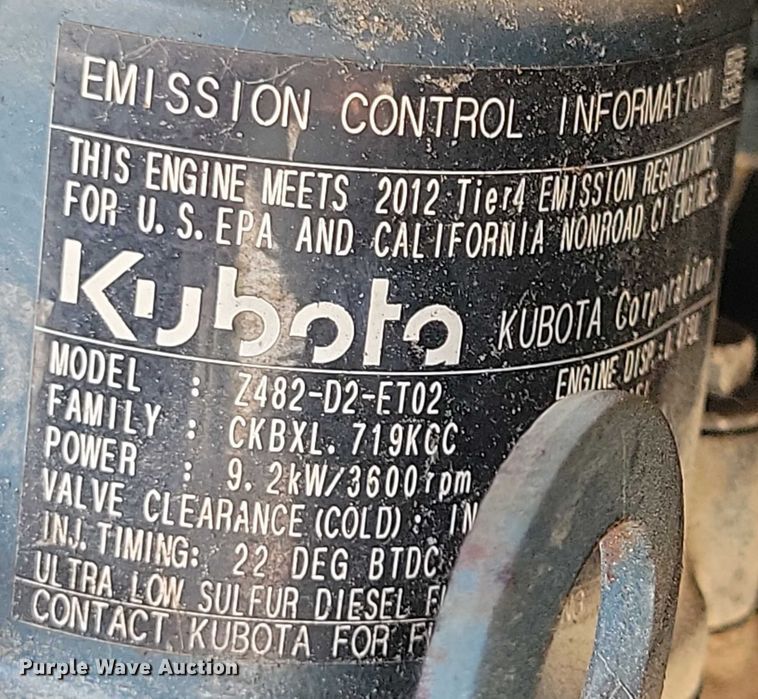 EMISSION CONTROL INFORMATION
THIS ENGINE MEETS 2012 Tier4 EMISSION REGULATIONS
FOR U.S. EPA AND CALIFORNIA NONROAD CI ENGINES.
Kubota KUBOTA Corporation
MODEL : Z482-D2-ET02 ENGINE DISP.:
FAMILY : CKBXL.719KCC
POWER : 9.2kW/3600rpm
VALVE CLEARANCE(COLD): IN
INJ. TIMING: 22 DEG BTDC
ULTRA LOW SULFUR DIESEL
CONTACT KUBOTA FOR
Purple Wave Auction